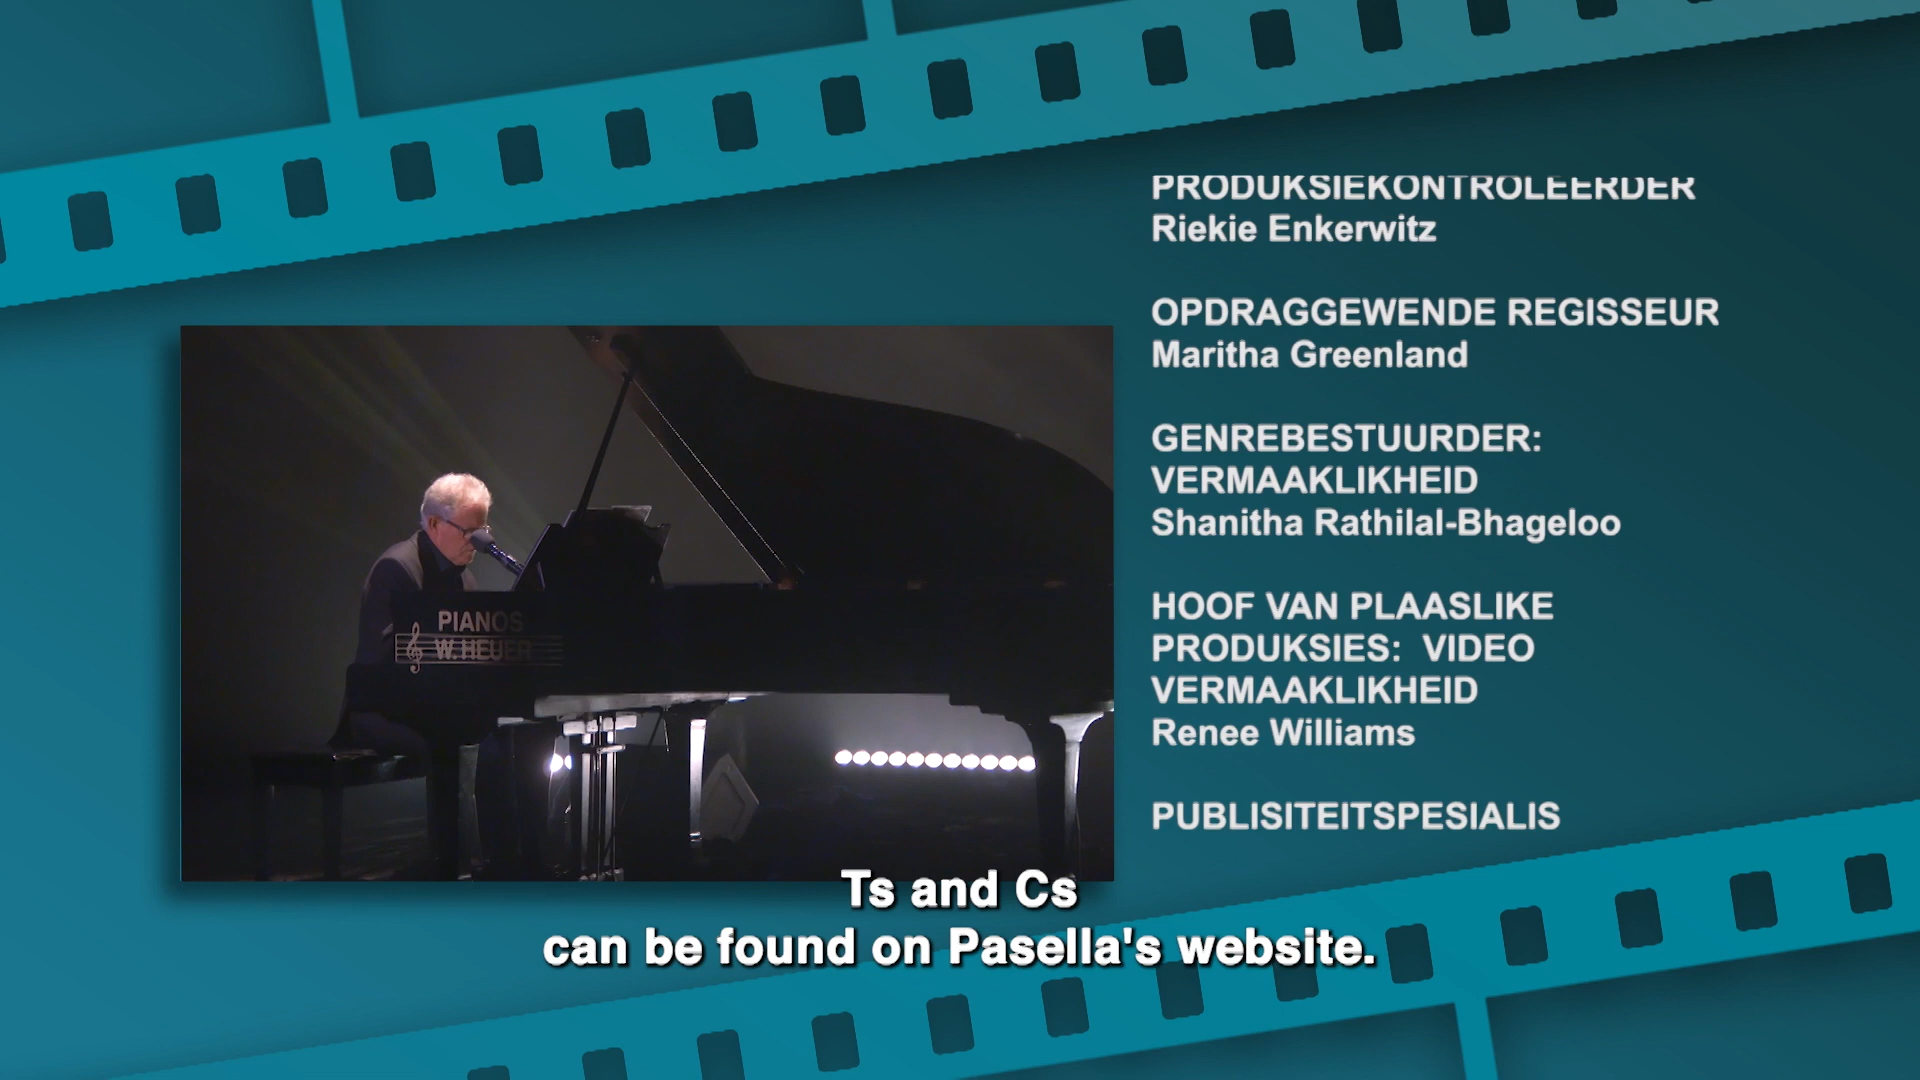 PRODUKSIEKONTROLEERDER
Riekie Enkerwitz
OPDRAGGEWENDE REGISSEUR
Maritha Greenland
GENREBESTUURDER:
VERMAAKLIKHEID
Shanitha Rathilal-Bhageloo
HOOF VAN PLAASLIKE
PRODUKSIES: VIDEO
VERMAAKLIKHEID
Renee Williams
PUBLISITEITSPESIALIS
PIANOS
W. HEUER
Ts and Cs
can be found on Pasella's website.